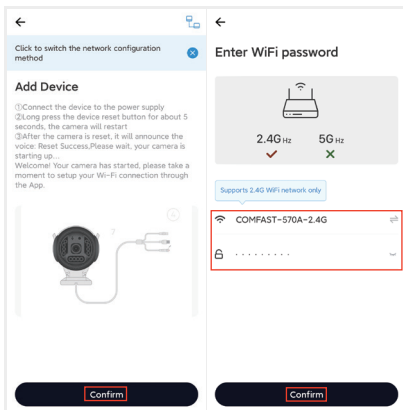 Click to switch the network configuration
method
Add Device
①Connect the device to the power supply
②Long press the device reset button for about 5
seconds, the camera will restart
③After the camera is reset, it will announce the
voice: Reset Success,Please wait, your camera is
starting up...
Welcome! Your camera has started, please take a
moment to setup your Wi-Fi connection through
the App.
Confirm
Enter WiFi password
2.4G Hz 5G Hz
Supports 2.4G WiFi network only
COMFAST-570A-2.4G
Confirm